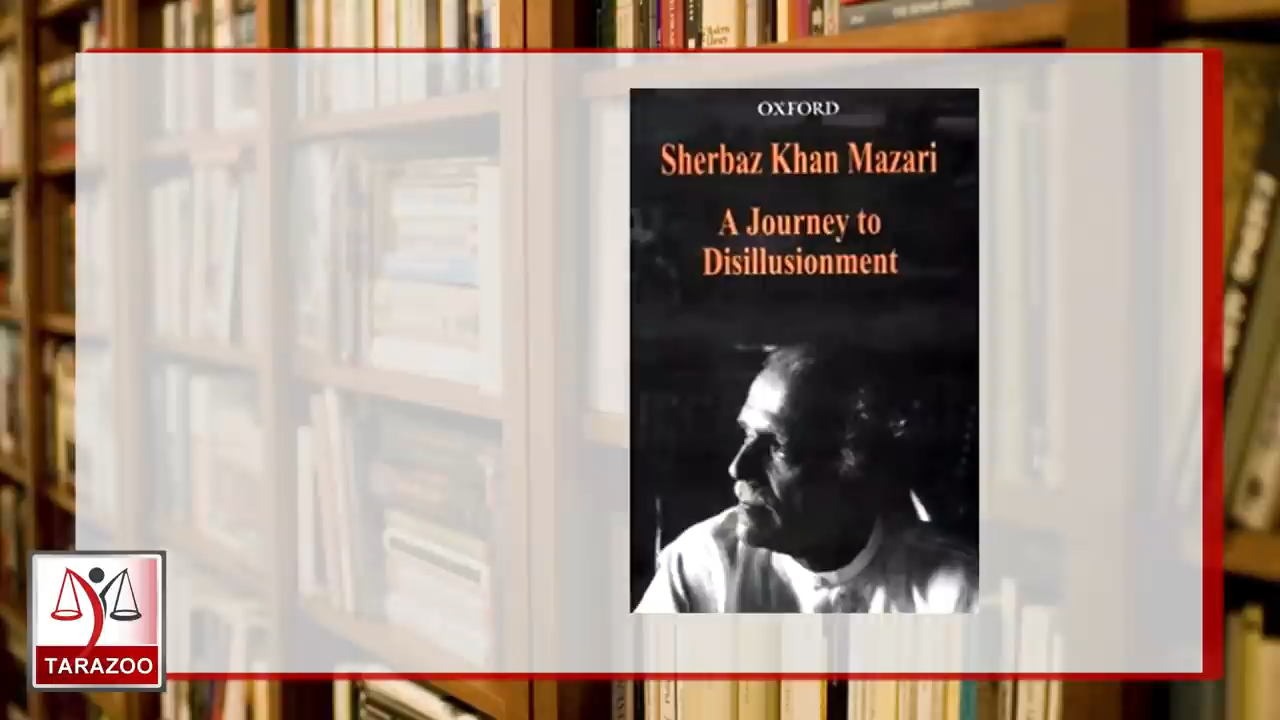 OXFORD
Sherbaz Khan Mazari
A Journey to
Disillusionment
TARAZOO